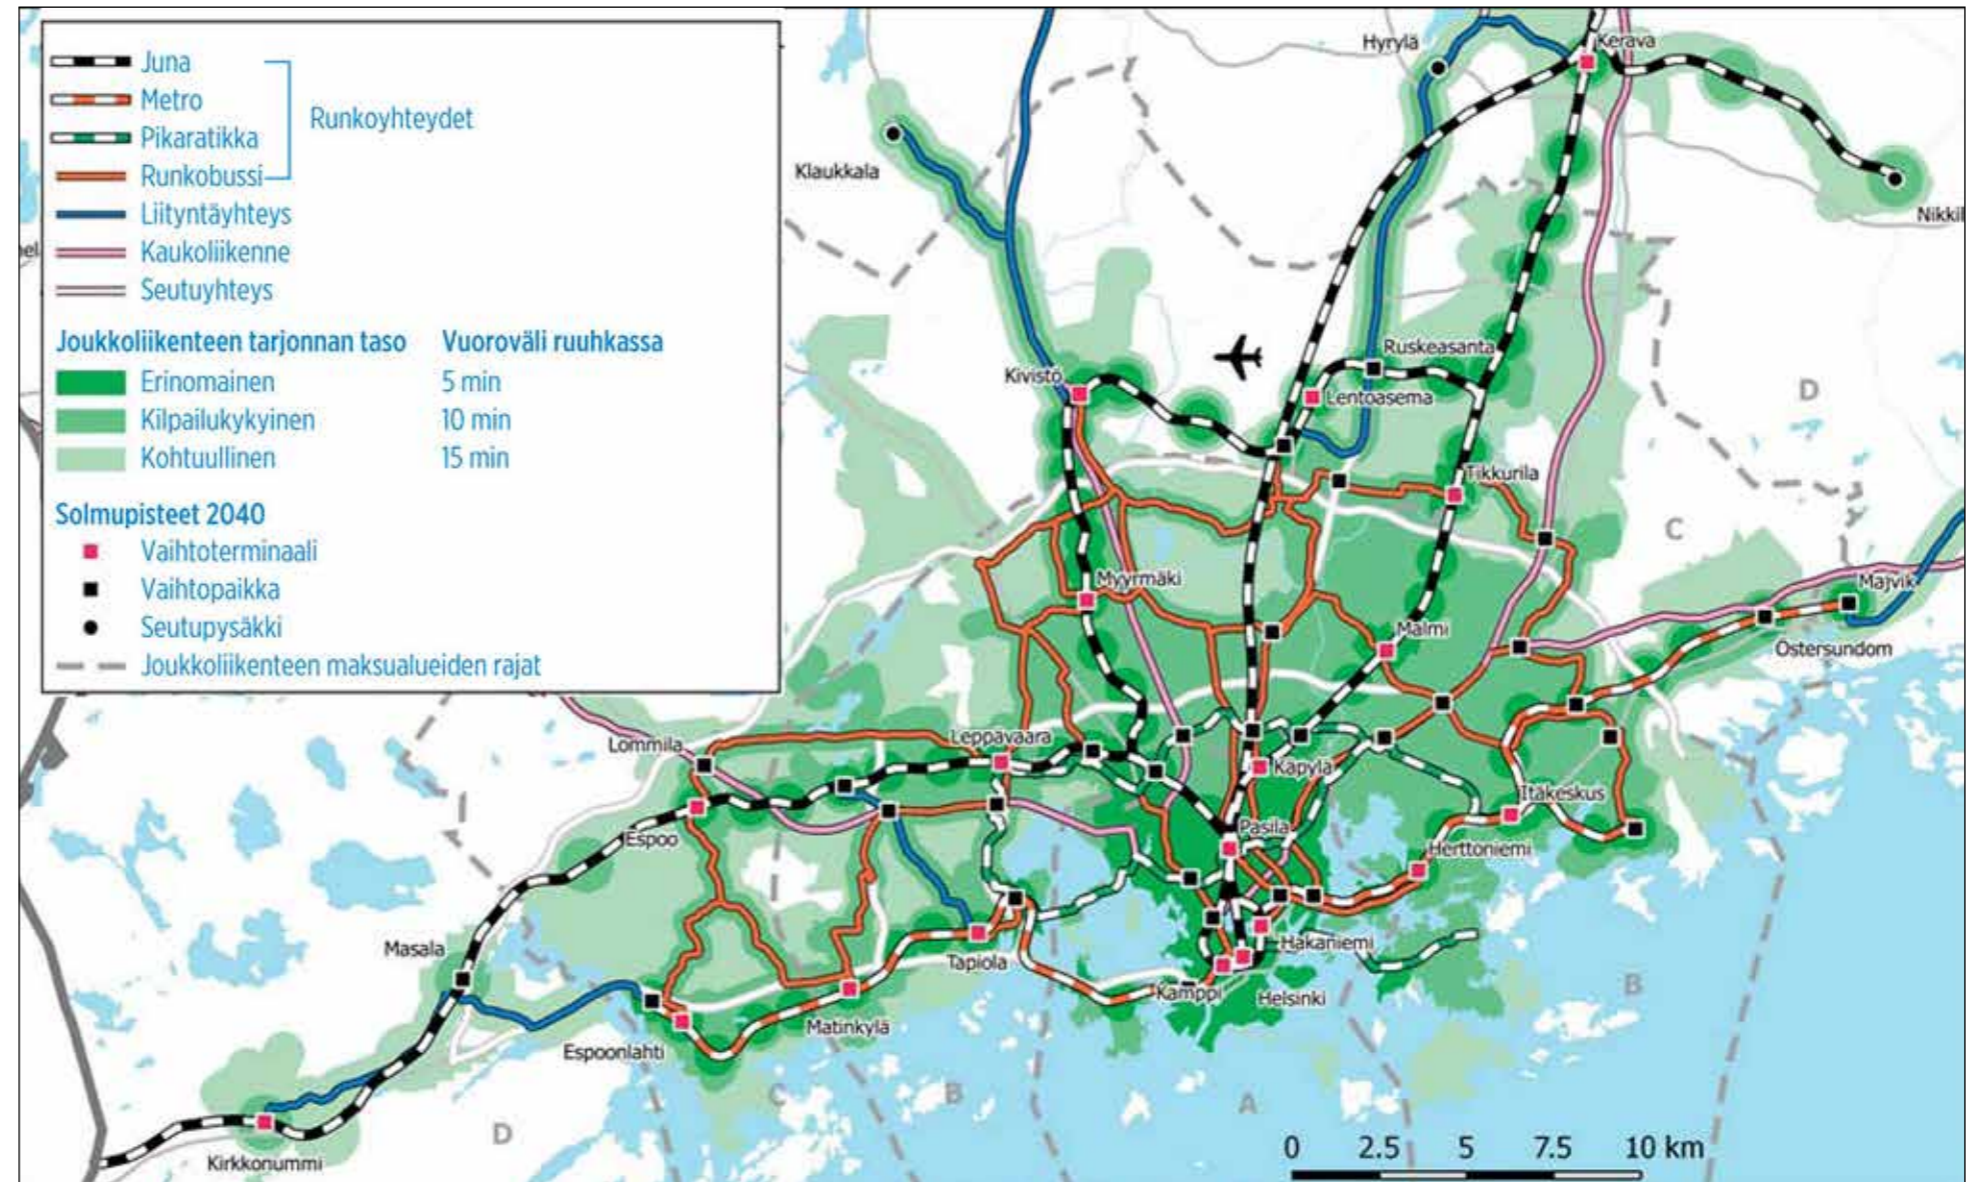 Juna
Metro
Pikaratikka
Runkobussi
Runkoyhteydet
Liityntäyhteys
Kaukoliikenne
Seutuyhteys
Joukkoliikenteen tarjonnan taso Vuoroväli ruuhkassa
Erinomainen 5 min
Kilpailukykyinen 10 min
Kohtuullinen 15 min
Solmupisteet 2040
Vaihtoterminaali
Vaihtopaikka
Seutupysäkki
Joukkoliikenteen maksualueiden rajat
Hyrylä
Kerava
Klaukkala
Nikkil
Ruskeasanta
Kivistö
Lentoasema
D
Tikkurila
C
Myyrmäki
Majvik
Malmi
Östersundom
Lommila
Leppävaara
Käpylä
Itäkeskus
Espoo
Pasila
Herttoniemi
Masala
Hakaniemi
Tapiola
Kamppi
Helsinki
B
Matinkylä
Espoonlahti
C
B
A
D
Kirkkonummi
0 2.5 5 7.5 10 km